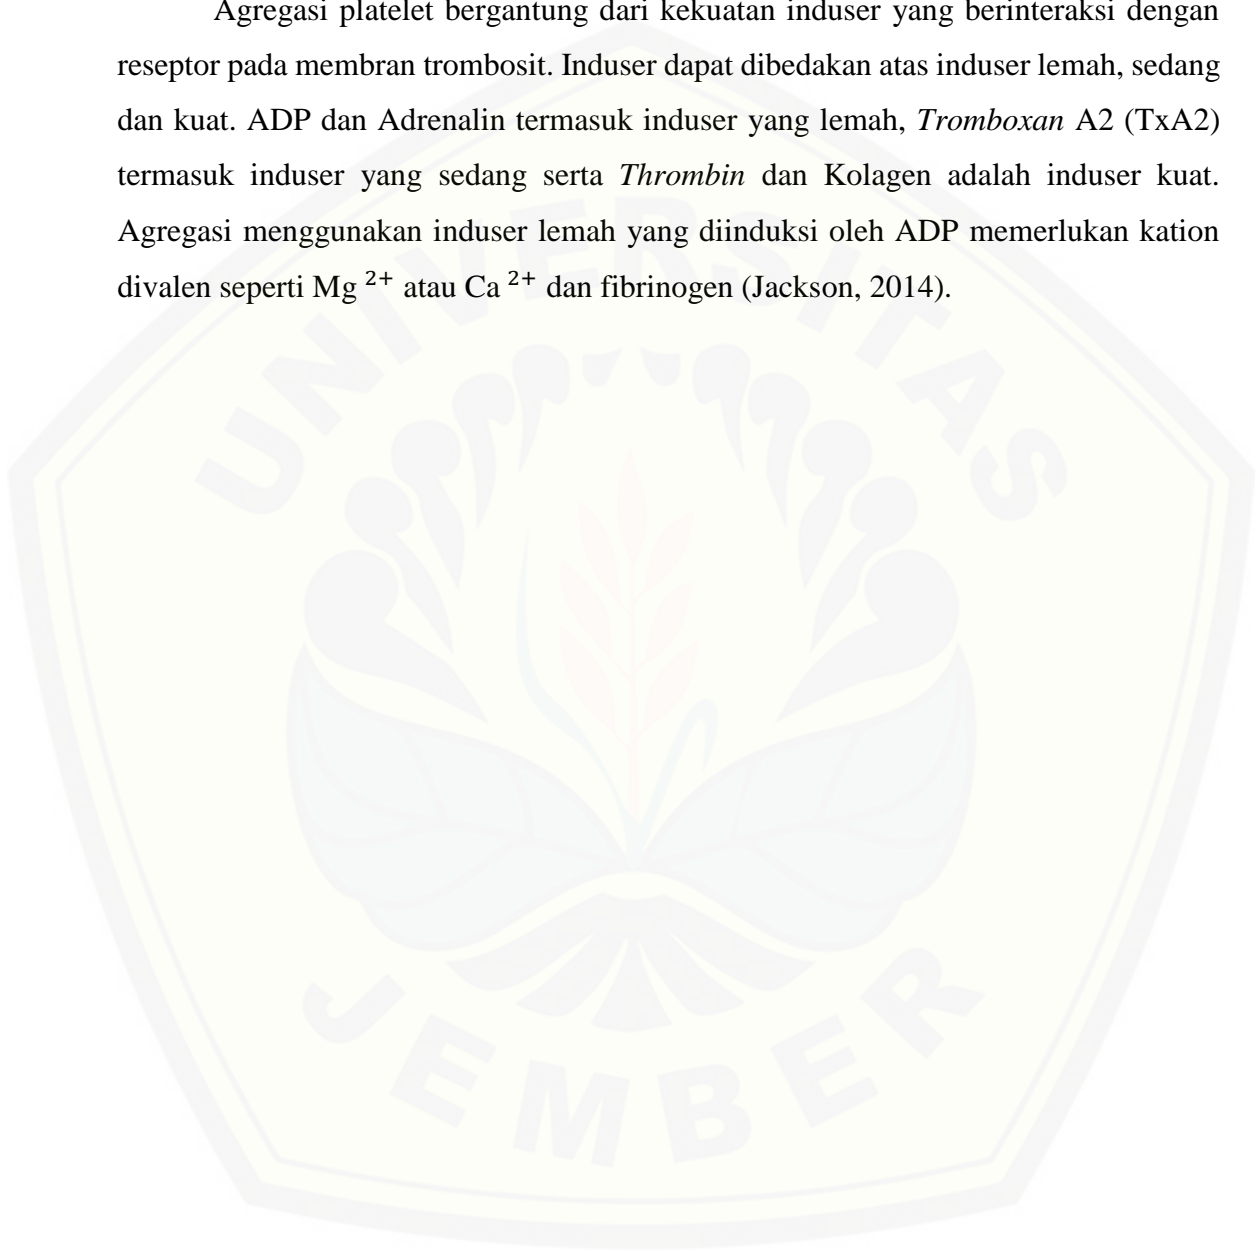 Agregasi platelet bergantung dari kekuatan induser yang berinteraksi dengan
reseptor pada membran trombosit. Induser dapat dibedakan atas induser lemah, sedang
dan kuat. ADP dan Adrenalin termasuk induser yang lemah, Tromboxan A2 (TxA2)
termasuk induser yang sedang serta Thrombin dan Kolagen adalah induser kuat.
Agregasi menggunakan induser lemah yang diinduksi oleh ADP memerlukan kation
divalen seperti Mg ²⁺ atau Ca ²⁺ dan fibrinogen (Jackson, 2014).
UNIVERSITAS
JEMBER